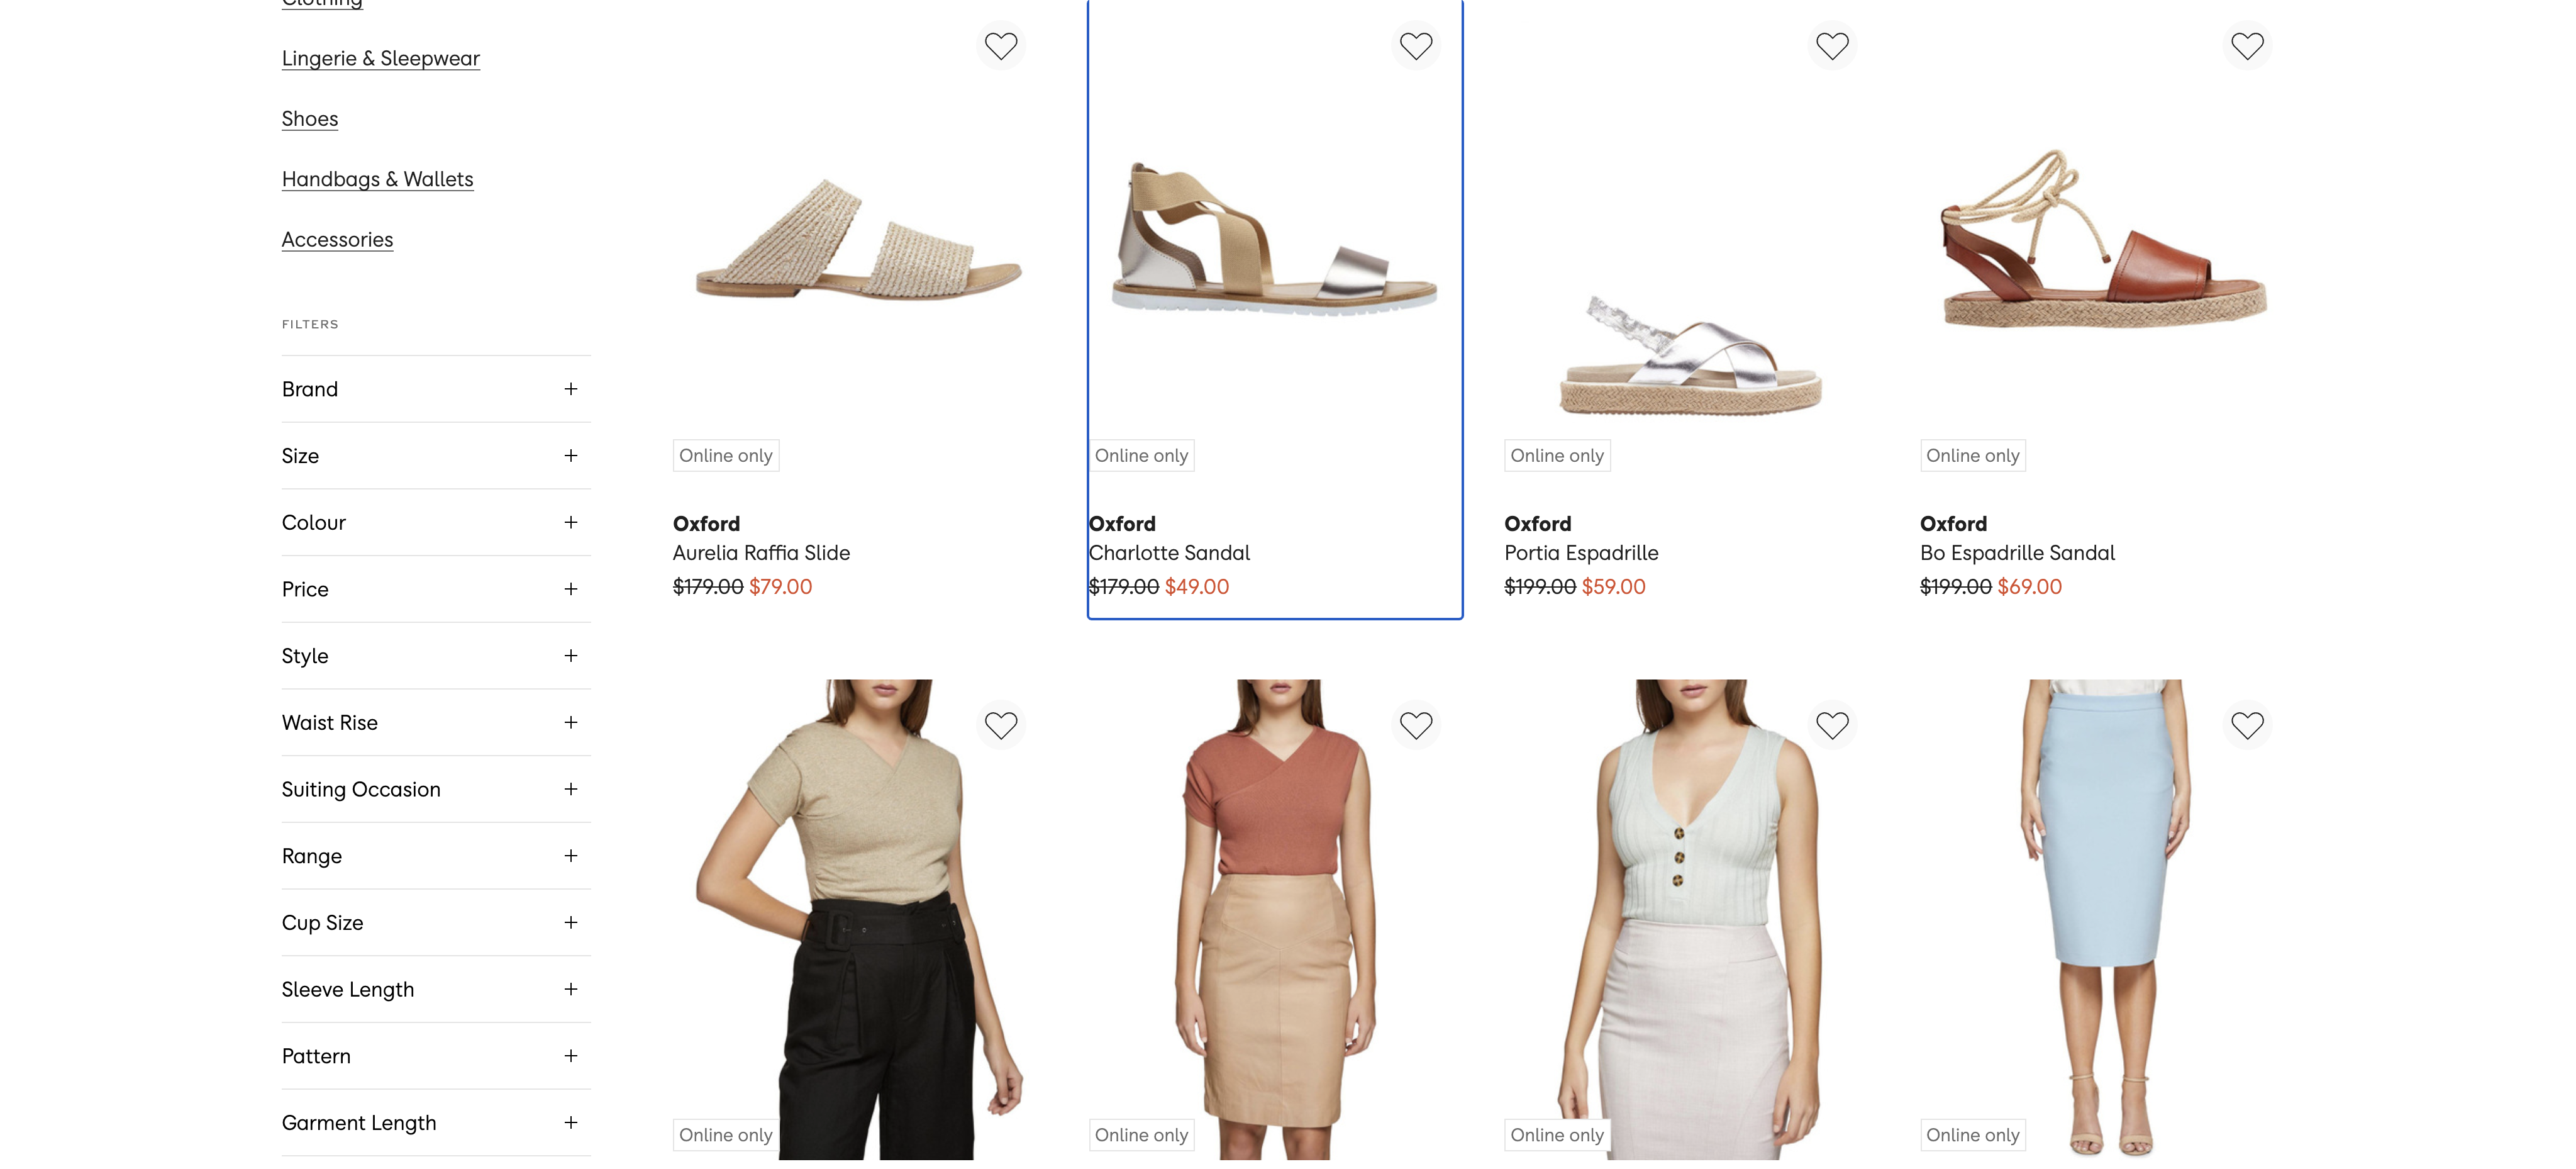 Clothing
Lingerie & Sleepwear
Shoes
Handbags & Wallets
Accessories
FILTERS
Brand
Size
Colour
Price
Style
Waist Rise
Suiting Occasion
Range
Cup Size
Sleeve Length
Pattern
Garment Length
Online only
Oxford
Aurelia Raffia Slide
$179.00 $79.00
Online only
Oxford
Charlotte Sandal
$179.00 $49.00
Online only
Oxford
Portia Espadrille
$199.00 $59.00
Online only
Oxford
Bo Espadrille Sandal
$199.00 $69.00
Online only
Online only
Online only
Online only